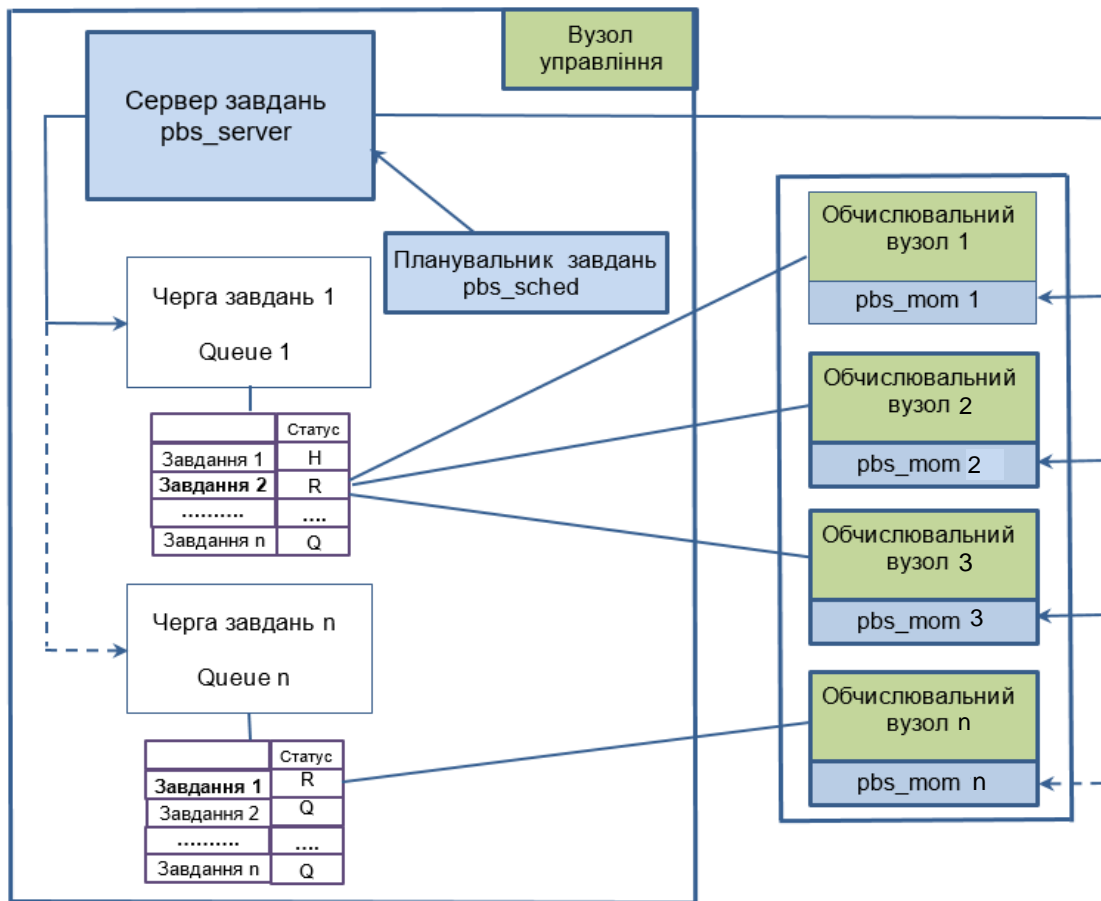 Вузол
управління
Сервер завдань
pbs_server
Планувальник завдань
pbs_sched
Черга завдань 1
Queue 1
Статус
Завдання 1 H
Завдання 2 R
.......... ....
Завдання n Q
Черга завдань n
Queue n
Статус
Завдання 1 R
Завдання 2 Q
.......... ....
Завдання n Q
Обчислювальний
вузол 1
pbs_mom 1
Обчислювальний
вузол 2
pbs_mom 2
Обчислювальний
вузол 3
pbs_mom 3
Обчислювальний
вузол n
pbs_mom n